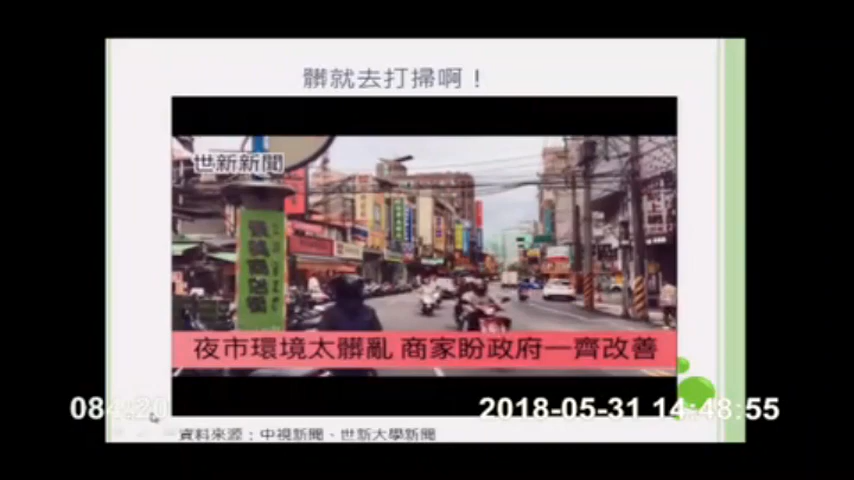 髒就去打掃啊！
世新新聞
夜市環境太髒亂 商家盼政府一齊改善
084:20
2018-05-31 14:48:55
資料來源：中視新聞、世新大學新聞